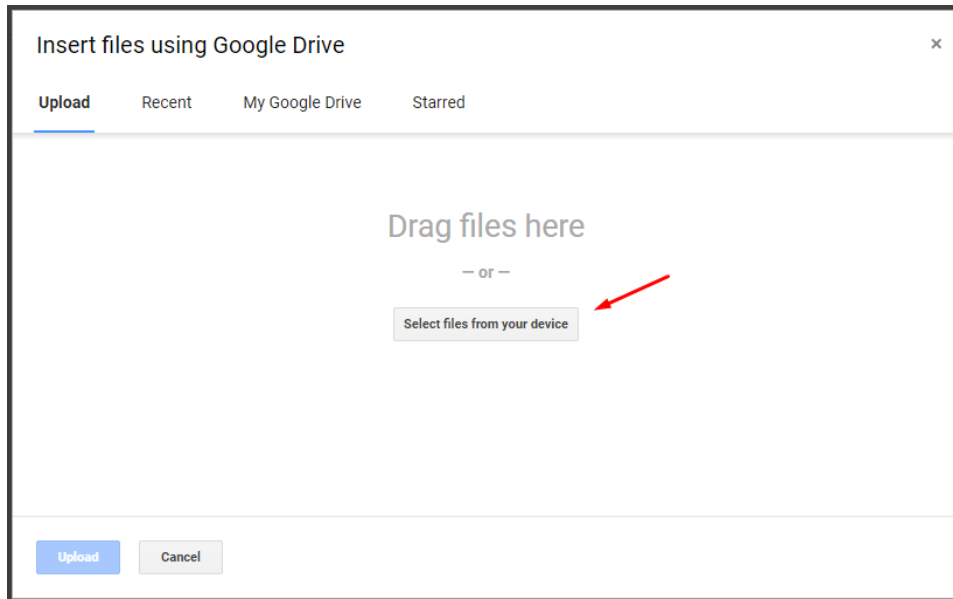 Insert files using Google Drive ×
Upload Recent My Google Drive Starred
Drag files here
— or —
Select files from your device
Upload Cancel